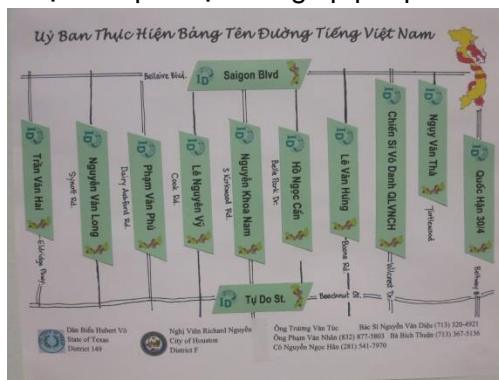 Uỷ Ban Thực Hiện Bảng Tên Đường Tiếng Việt Nam
Bellaire Blvd.
Saigon Blvd
Trần Văn Hai
Eldridge Pkwy.
Nguyễn Văn Long
Synott Rd.
Phạm Văn Phú
Dairy Ashford Rd.
Lê Nguyên Vỹ
Cook Rd.
Nguyễn Khoa Nam
S Kirkwood Rd.
Hồ Ngọc Cẩn
Belle Park Dr.
Lê Văn Hưng
Boone Rd.
Chiến Sĩ Vô Danh QLVNCH
Wilcrest Dr.
Ngụy Văn Thà
Turtlewood
Quốc Hận 30/4
Beltway 8
Tự Do St.
Beechnut St.
Dân Biểu Hubert Võ
State of Texas
District 149
Nghị Viên Richard Nguyễn
City of Houston
District F
Ông Trương Văn Túc Bác Sĩ Nguyễn Văn Diệu (713) 320-4921
Ông Phạm Văn Nhân (832) 877-5803 Bà Bích Thuận (713) 367-5136
Cô Nguyễn Ngọc Hân (281) 541-7970